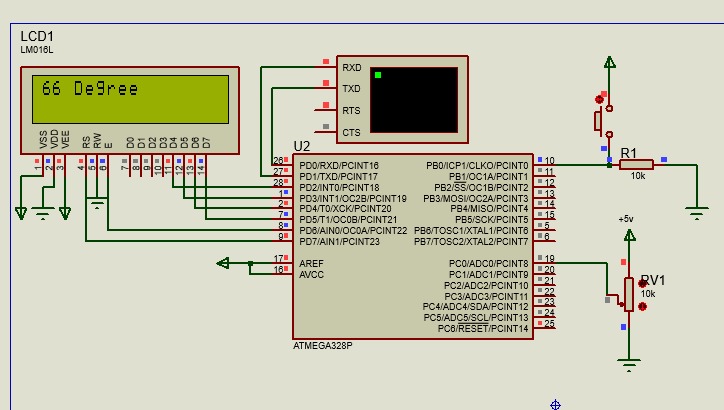 LCD1
LM016L
66 Degree
VSS
VDD
VEE
RS
RW
E
D0
D1
D2
D3
D4
D5
D6
D7
1
2
3
4
5
6
7
8
9
10
11
12
13
14
RXD
TXD
RTS
CTS
U2
26 PD0/RXD/PCINT16
27 PD1/TXD/PCINT17
28 PD2/INT0/PCINT18
1 PD3/INT1/OC2B/PCINT19
2 PD4/T0/XCK/PCINT20
7 PD5/T1/OC0B/PCINT21
8 PD6/AIN0/OC0A/PCINT22
9 PD7/AIN1/PCINT23
17 AREF
16 AVCC
PB0/ICP1/CLKO/PCINT0 10
PB1/OC1A/PCINT1 11
PB2/SS/OC1B/PCINT2 12
PB3/MOSI/OC2A/PCINT3 13
PB4/MISO/PCINT4 14
PB5/SCK/PCINT5 15
PB6/TOSC1/XTAL1/PCINT6 5
PB7/TOSC2/XTAL2/PCINT7 6
PC0/ADC0/PCINT8 19
PC1/ADC1/PCINT9 20
PC2/ADC2/PCINT10 21
PC3/ADC3/PCINT11 22
PC4/ADC4/SDA/PCINT12 23
PC5/ADC5/SCL/PCINT13 24
PC6/RESET/PCINT14 25
ATMEGA328P
R1
10k
+5v
RV1
10k